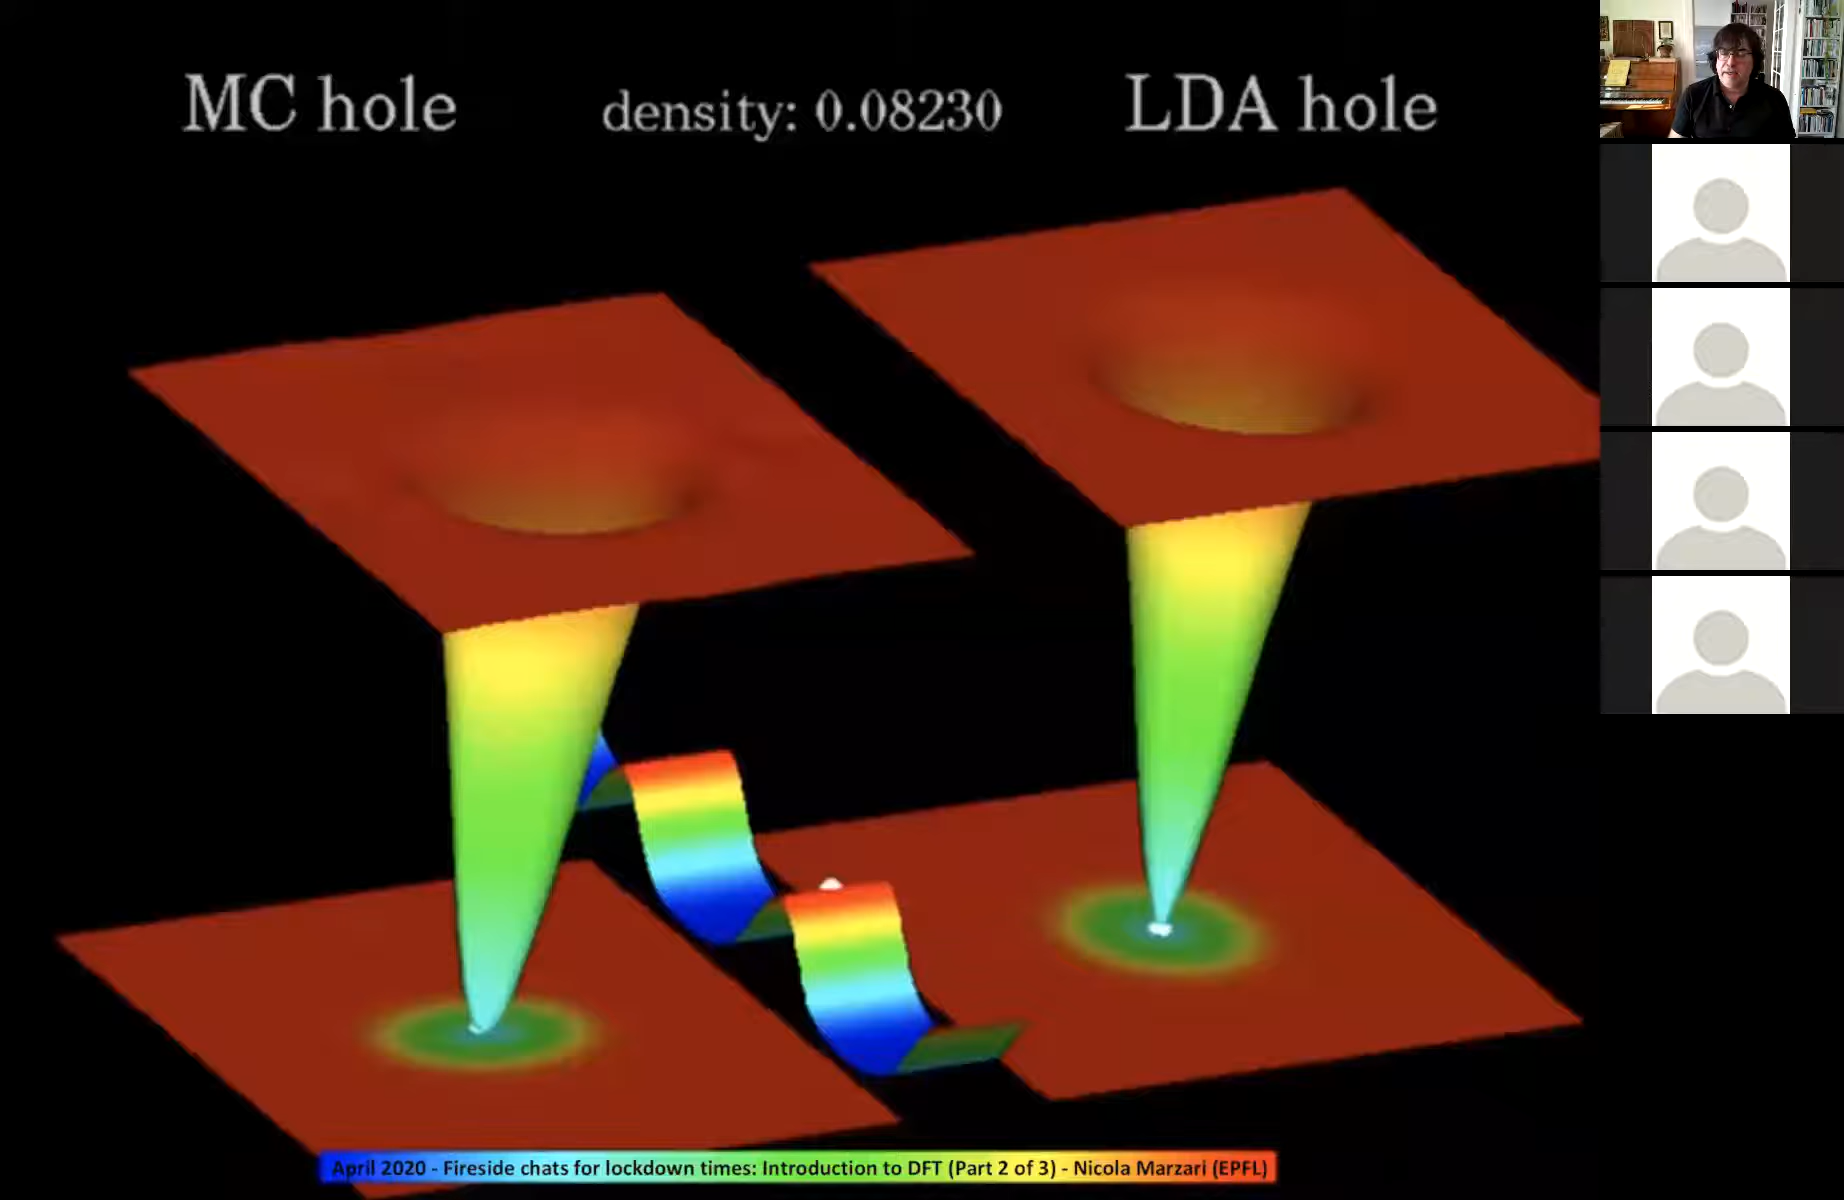 MC hole
density: 0.08230
LDA hole
April 2020 - Fireside chats for lockdown times: Introduction to DFT (Part 2 of 3) - Nicola Marzari (EPFL)